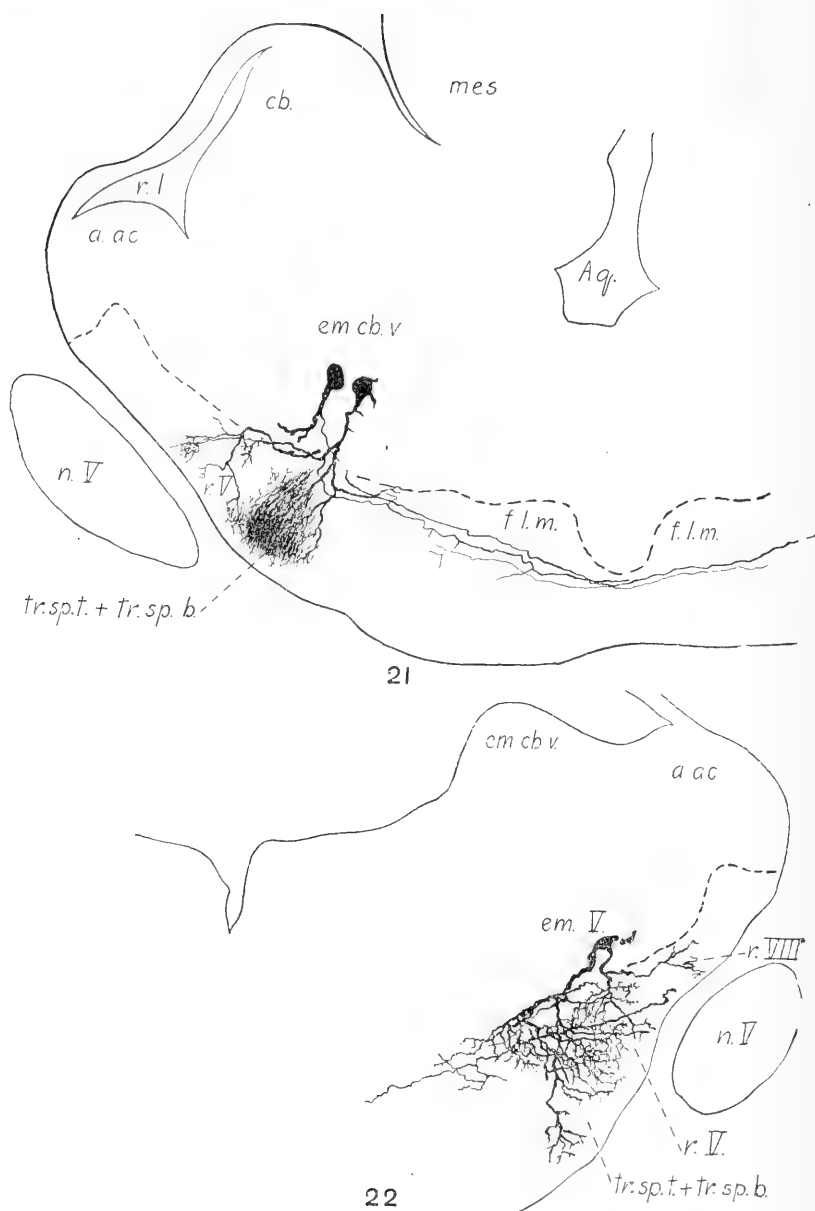 mes
cb.
r. l
a. ac
Aq.
em cb. v
n. V
r V
f l. m.
f. l. m.
tr. sp. t. + tr. sp. b.
21
em cb v.
a ac
em. V.
r. VIII
n. V
r. V.
tr. sp. t. + tr. sp. b.
22